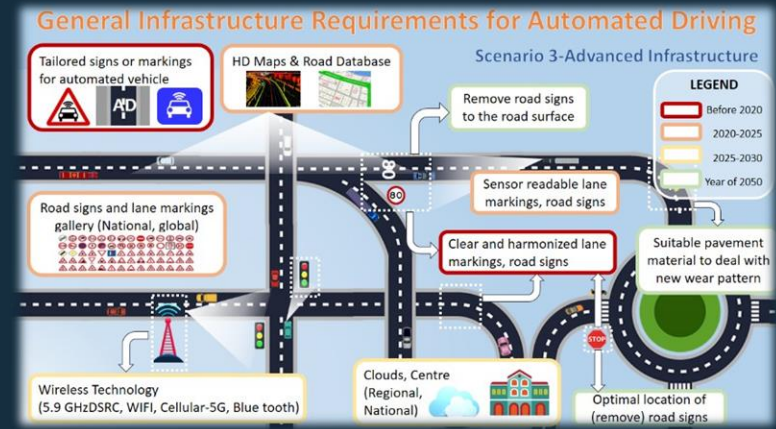 General Infrastructure Requirements for Automated Driving
Scenario 3-Advanced Infrastructure
Tailored signs or markings
for automated vehicle
A D
HD Maps & Road Database
Remove road signs
to the road surface
LEGEND
Before 2020
2020-2025
2025-2030
Year of 2050
80
80
Sensor readable lane
markings, road signs
Road signs and lane markings
gallery (National, global)
Clear and harmonized lane
markings, road signs
Suitable pavement
material to deal with
new wear pattern
STOP
Wireless Technology
(5.9 GHzDSRC, WIFI, Cellular-5G, Blue tooth)
Clouds, Centre
(Regional,
National)
Optimal location of
(remove) road signs